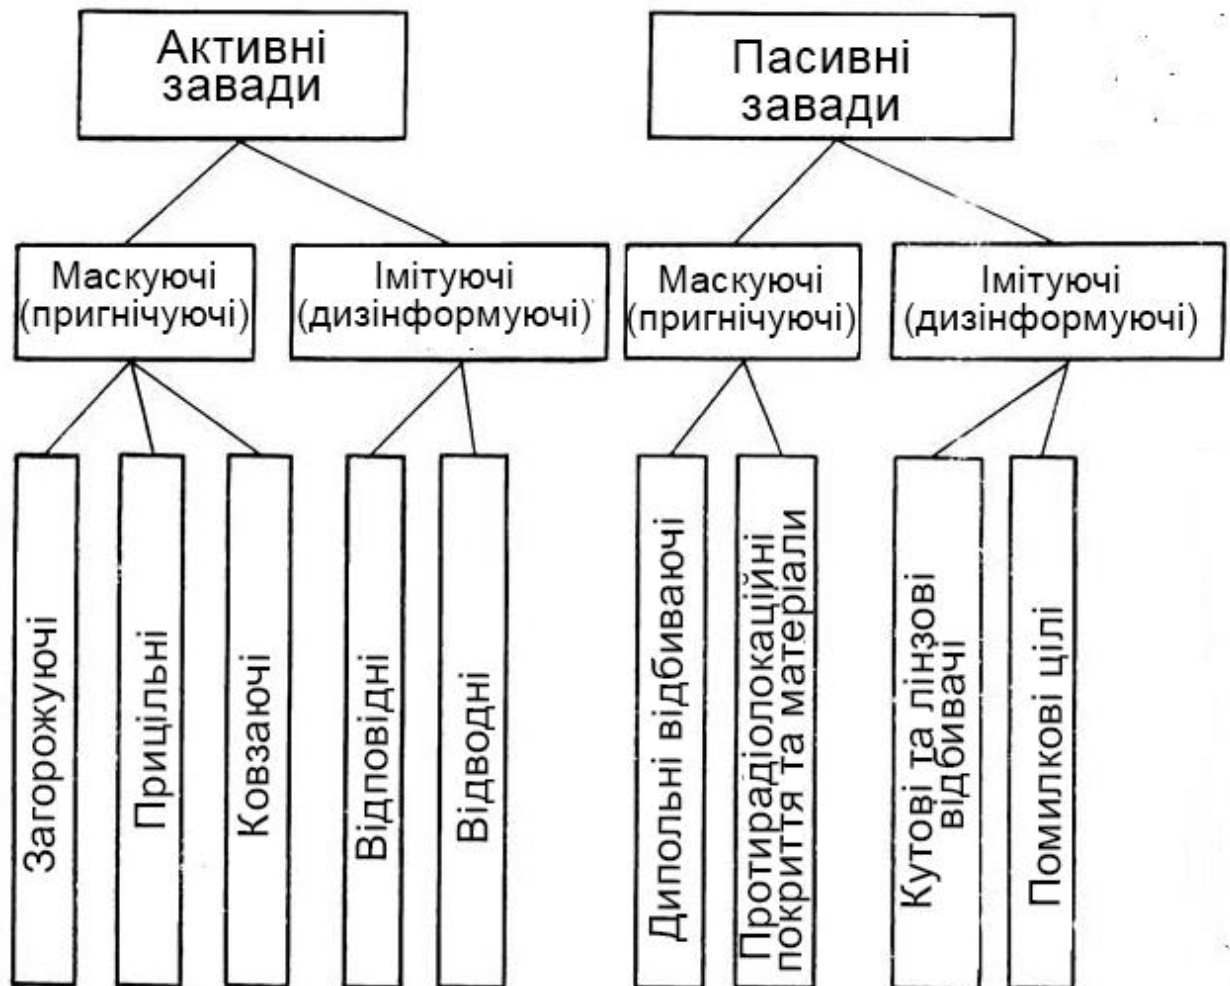 Активні
завади
Пасивні
завади
Маскуючі
(пригнічуючі)
Імітуючі
(дизінформуючі)
Маскуючі
(пригнічуючі)
Імітуючі
(дизінформуючі)
Загорожуючі
Прицільні
Ковзаючі
Відповідні
Відводні
Дипольні відбиваючі
Протирадіолокаційні
покриття та матеріали
Кутові та лінзові
відбивачі
Помилкові цілі